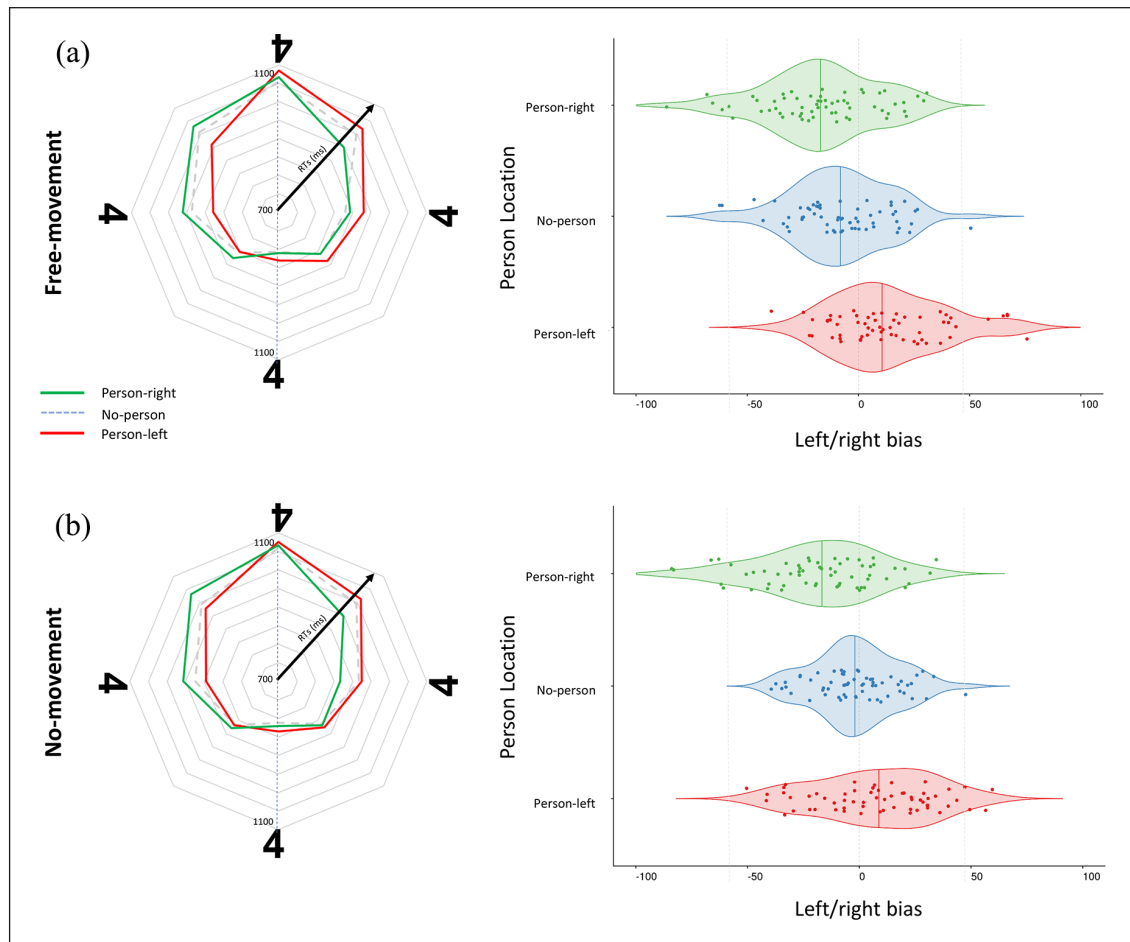 (a)
Free-movement
4
1100
RTs (ms)
700
4
4
1100
4
Person-right
No-person
Person-left
Person Location
Person-right
No-person
Person-left
-100
-50
0
50
100
Left/right bias
(b)
No-movement
4
1100
RTs (ms)
700
4
4
1100
4
Person Location
Person-right
No-person
Person-left
-100
-50
0
50
100
Left/right bias